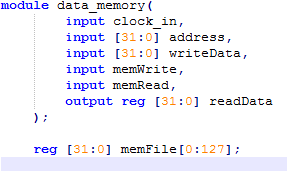 module data_memory(
input clock_in,
input [31:0] address,
input [31:0] writeData,
input memWrite,
input memRead,
output reg [31:0] readData
);
reg [31:0] memFile[0:127];